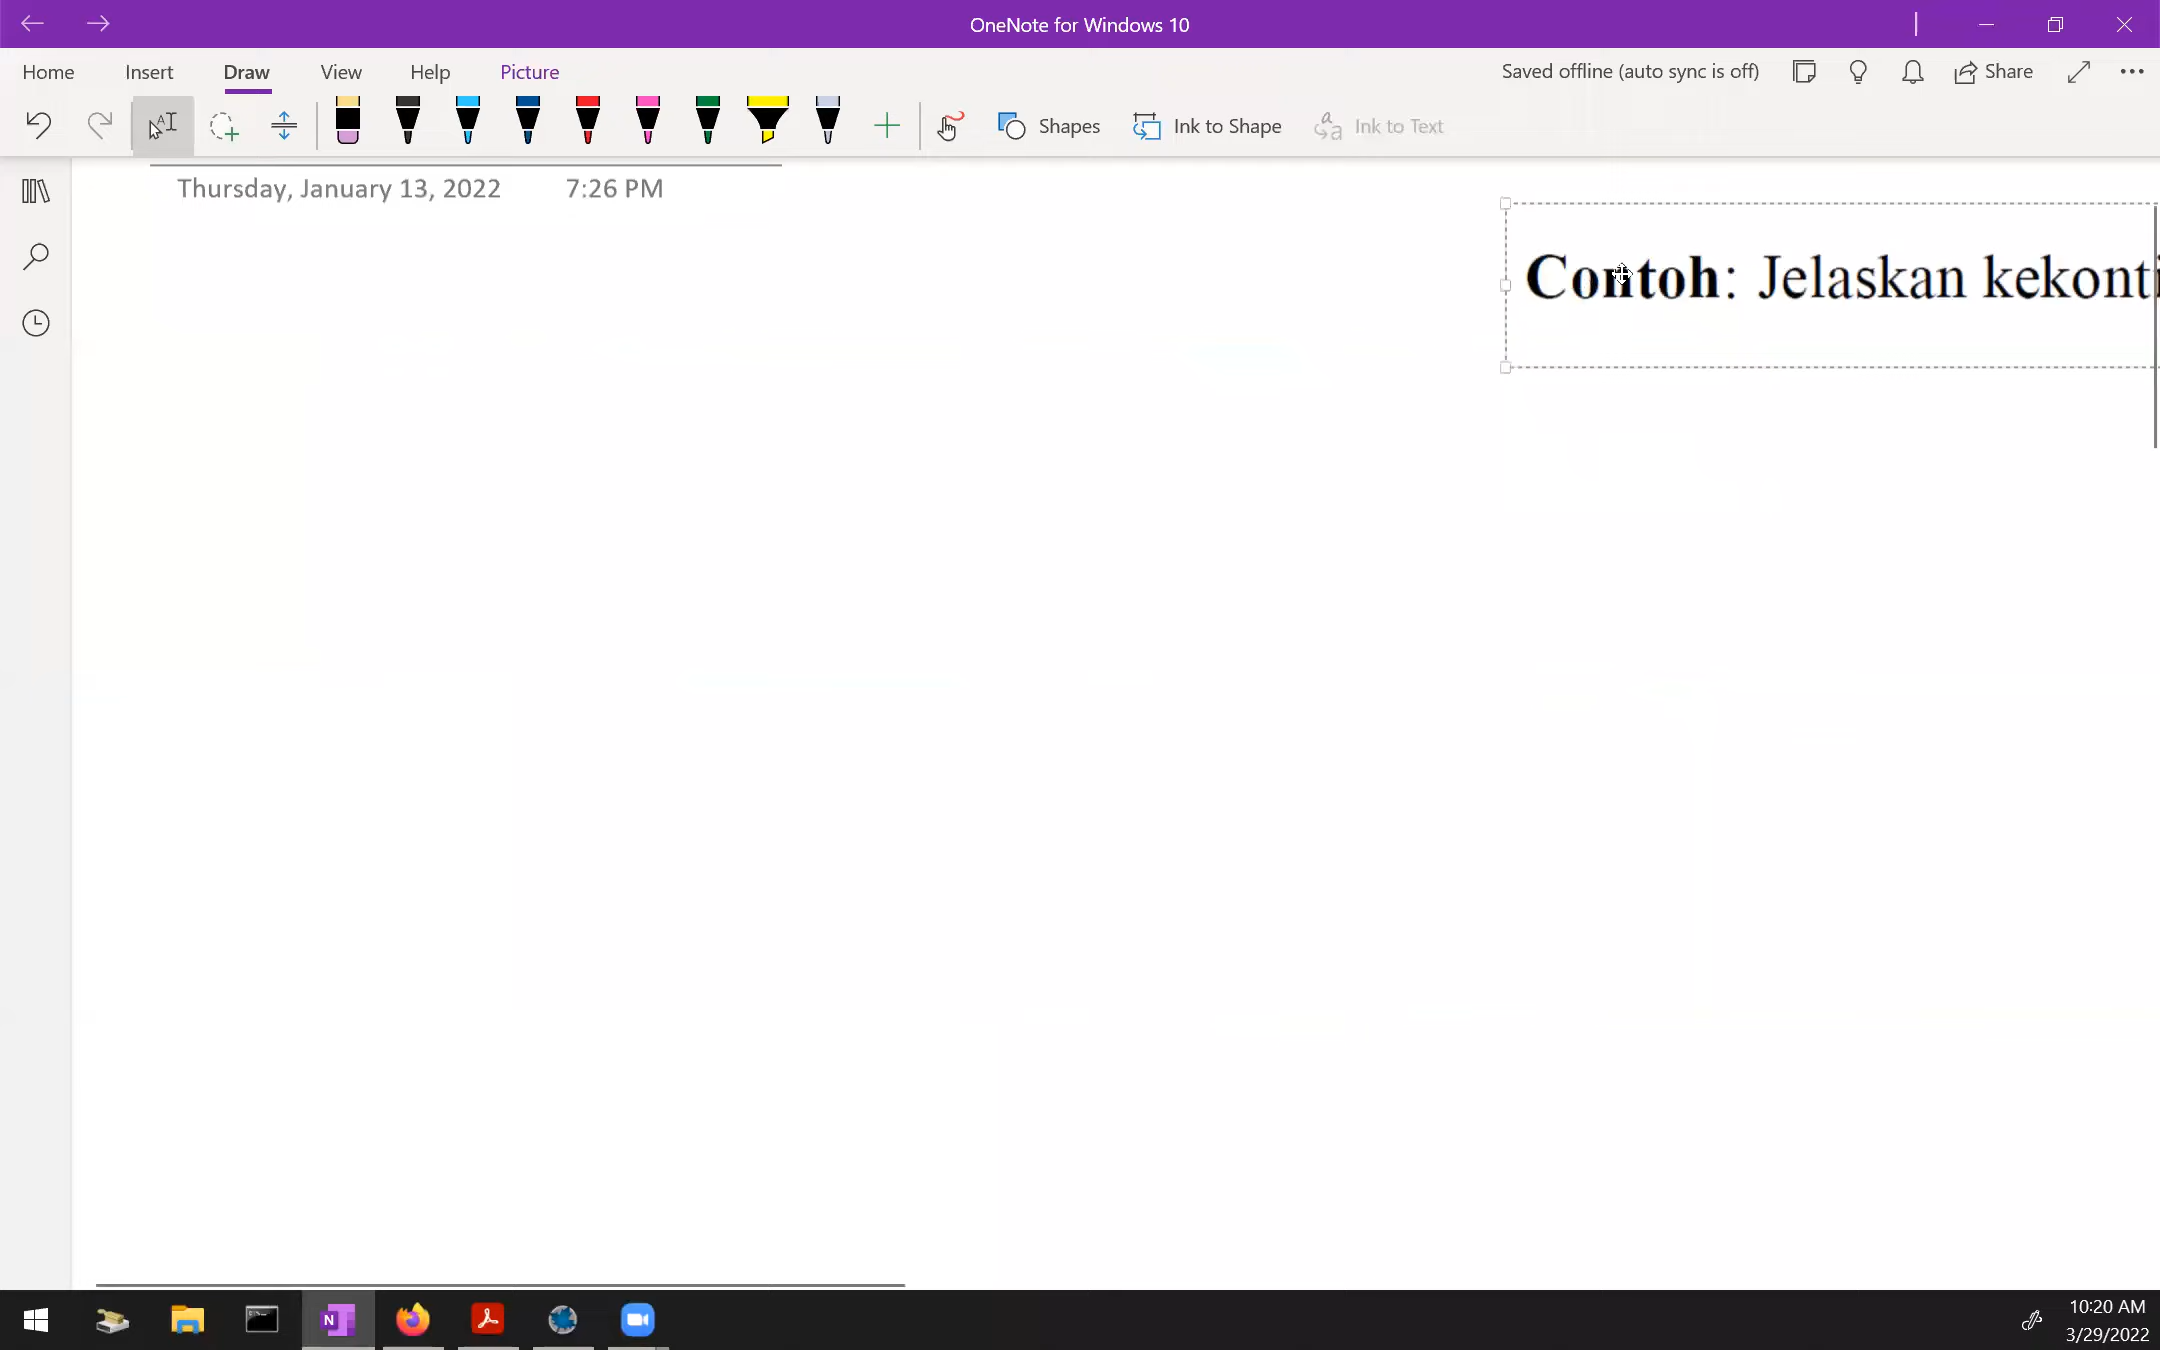 OneNote for Windows 10
Home Insert Draw View Help Picture
Saved offline (auto sync is off) Share
Shapes Ink to Shape Ink to Text
Thursday, January 13, 2022 7:26 PM
Contoh: Jelaskan kekonti
10:20 AM
3/29/2022